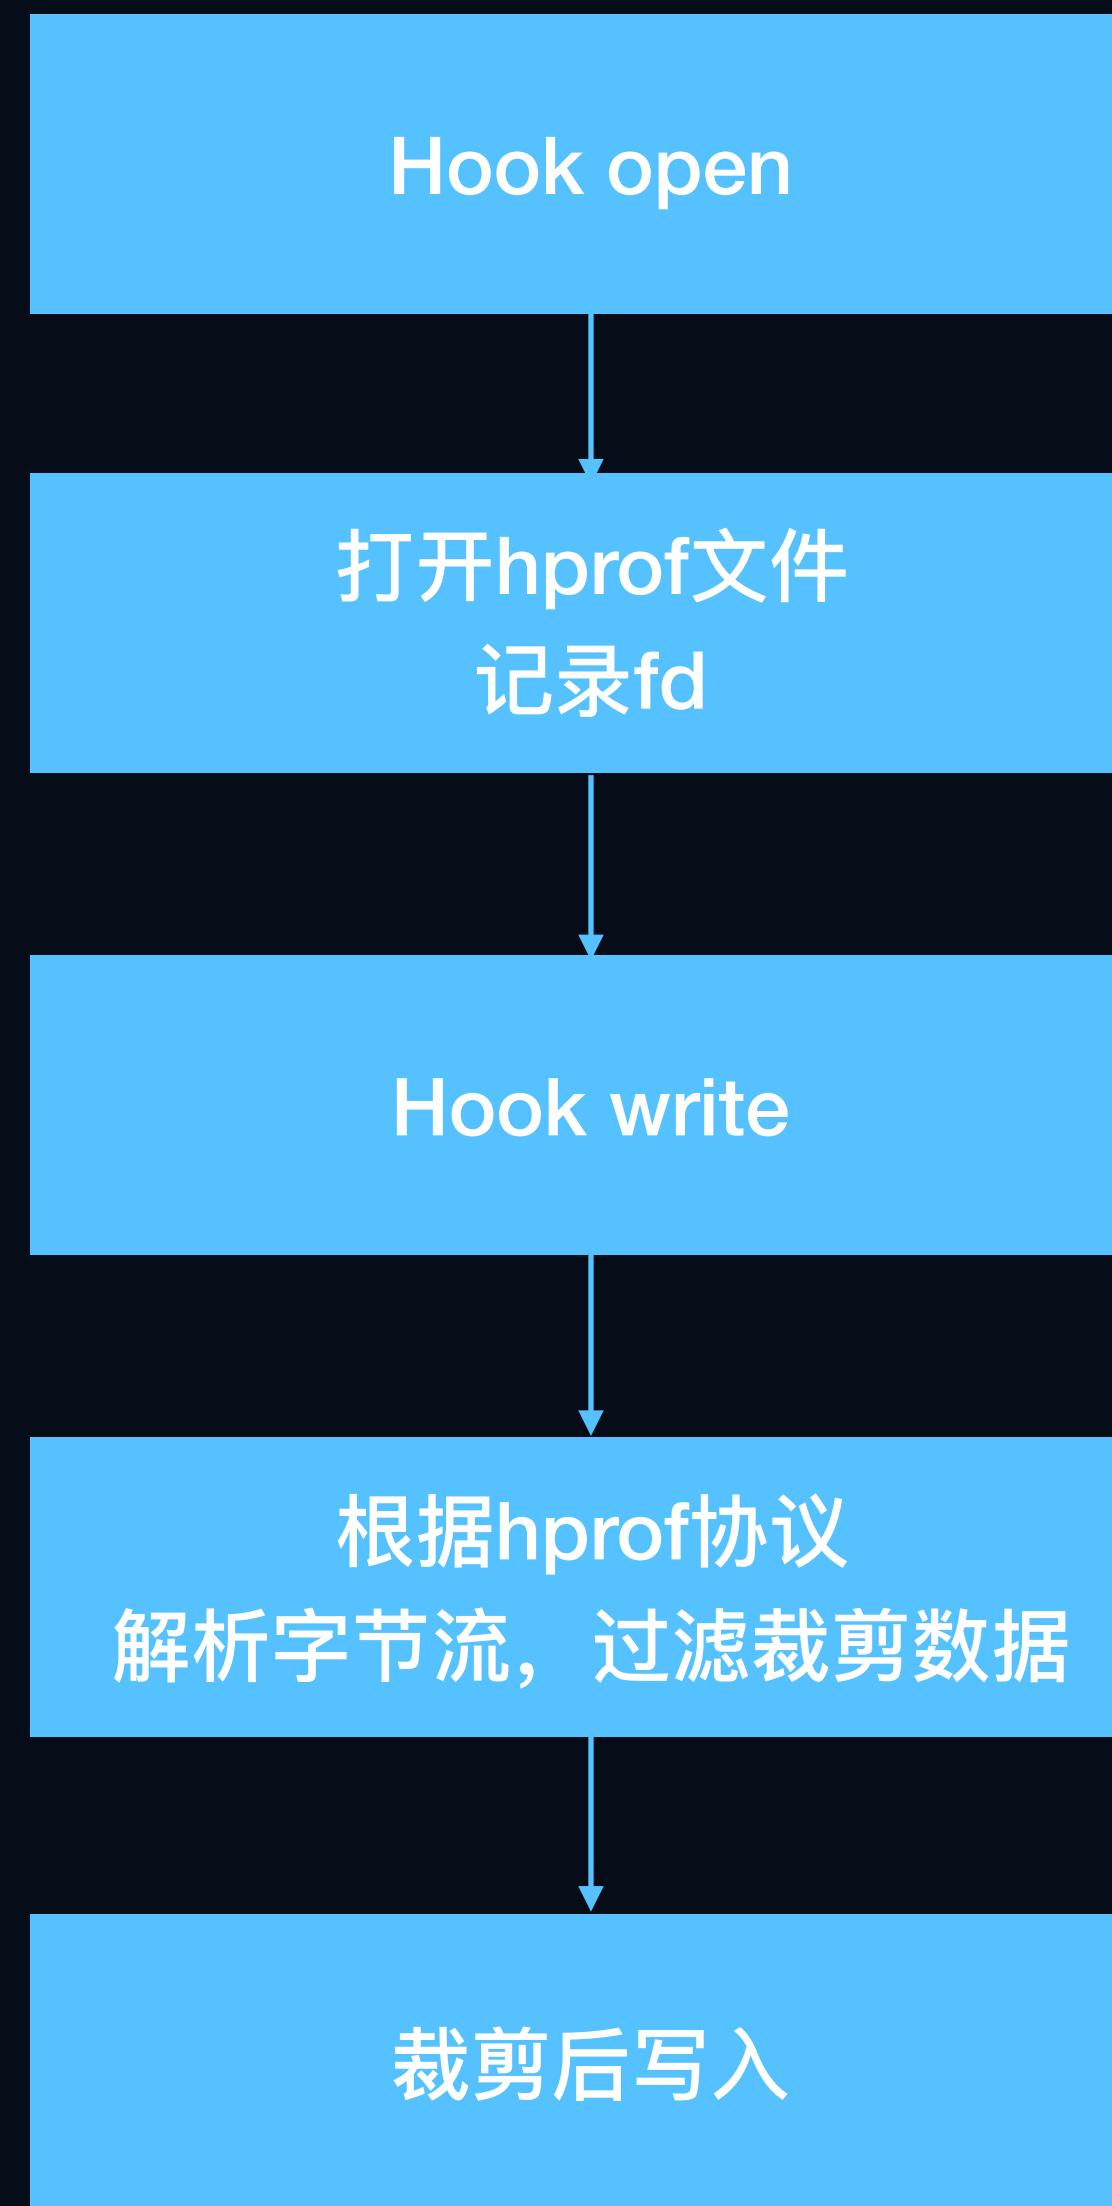 Hook open
打开hprof文件
记录fd
Hook write
根据hprof协议
解析字节流，过滤裁剪数据
裁剪后写入